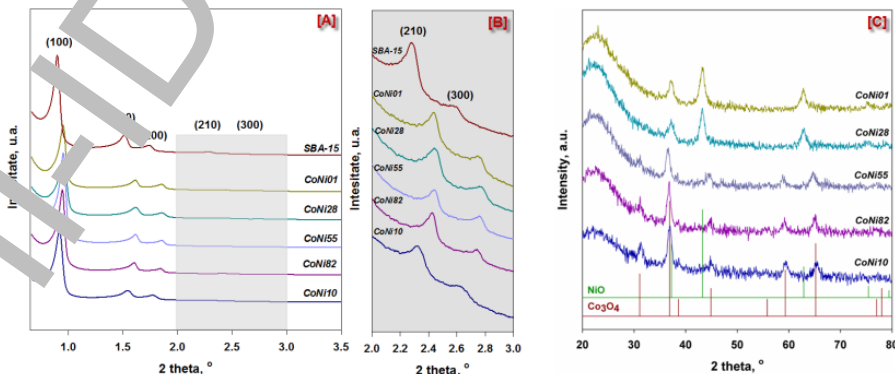 [A]
(100)
00)
(210) (300)
SBA-15
CoNi01
CoNi28
CoNi55
CoNi82
CoNi10
1.0 1.5 2.0 2.5 3.0 3.5
2 theta, °
[B]
(210)
(300)
SBA-15
CoNi01
CoNi28
CoNi55
CoNi82
CoNi10
Intesitate, u.a.
2.0 2.2 2.4 2.6 2.8 3.0
2 theta, °
[C]
Intensity, a.u.
CoNi01
CoNi28
CoNi55
CoNi82
CoNi10
NiO
Co₃O₄
20 30 40 50 60 70 80
2 theta, °